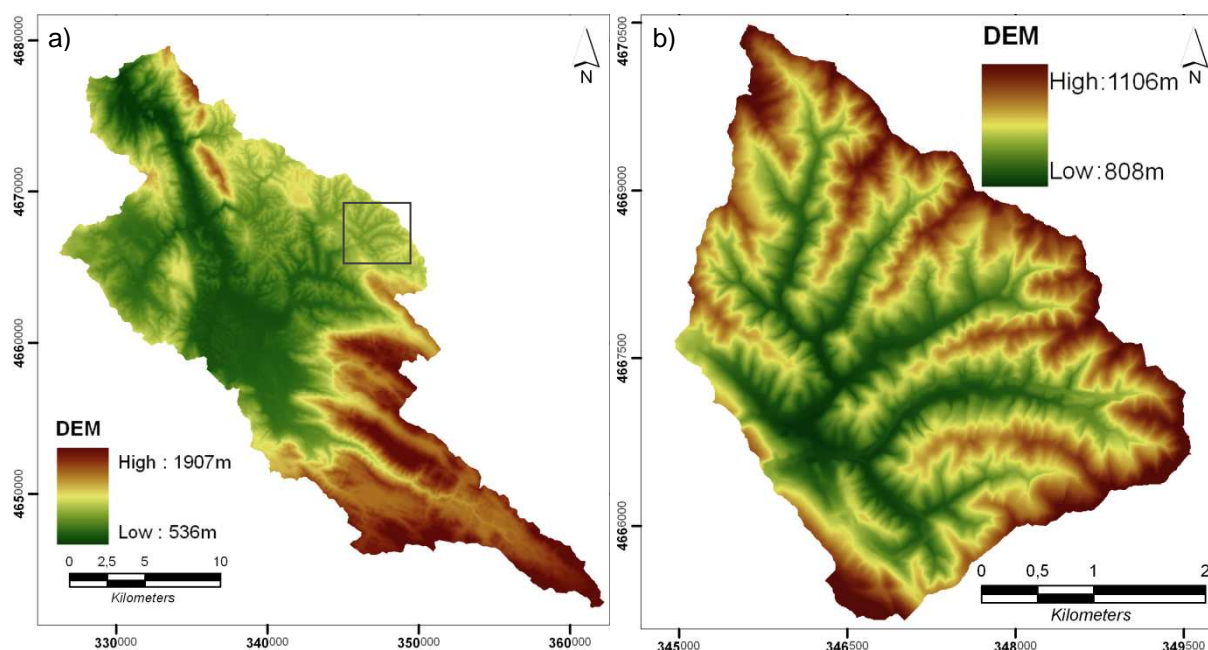 a)
N
4680000
4670000
4660000
4650000
DEM
High : 1907m
Low : 536m
0 2,5 5 10
Kilometers
330000 340000 350000 360000
b)
DEM
High:1106m
Low:808m
N
4670500
4669000
4667500
4666000
0 0,5 1 2
Kilometers
345000 346500 348000 349500